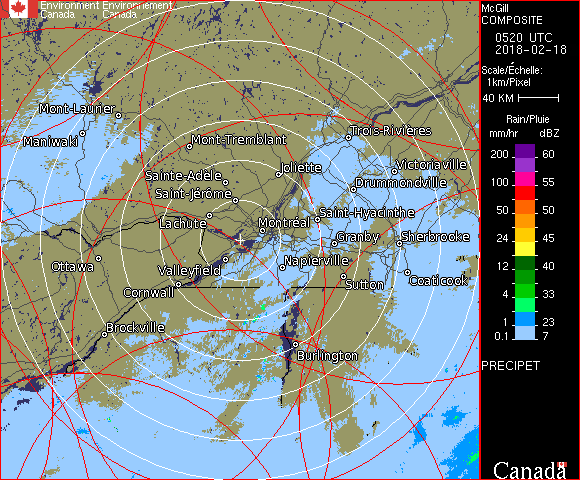 Environment Environnement
Canada Canada
McGill
COMPOSITE
0520 UTC
2018-02-18
Scale/Échelle:
1km/Pixel
40 KM
Rain/Pluie
mm/hr dBZ
200 60
150 57
100 55
50 50
24 45
12 40
4 33
1 23
0.1 7
PRECIPET
Mont-Laurier
Maniwaki
Mont-Tremblant
Trois-Rivières
Sainte-Adèle
Joliette
Victoriaville
Drummondville
Saint-Jérôme
Lachute
Montréal
Saint-Hyacinthe
Granby
Sherbrooke
Ottawa
Valleyfield
Napierville
Cornwall
Sutton
Coaticook
Brockville
Burlington
Canada